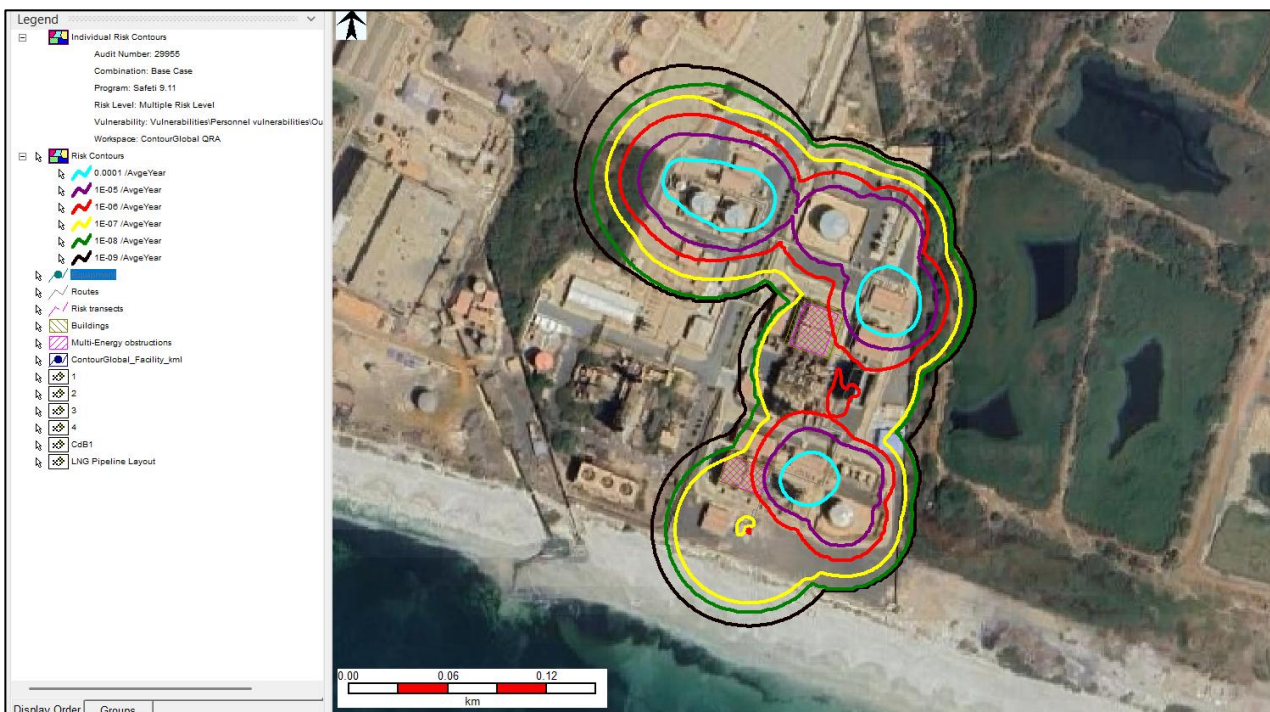 Legend
Individual Risk Contours
Audit Number: 29955
Combination: Base Case
Program: Safeti 9.11
Risk Level: Multiple Risk Level
Vulnerability: Vulnerabilities\Personnel vulnerabilities\Ou
Workspace: ContourGlobal QRA
Risk Contours
0.0001 /AvgeYear
1E-05 /AvgeYear
1E-06 /AvgeYear
1E-07 /AvgeYear
1E-08 /AvgeYear
1E-09 /AvgeYear
Routes
Risk transects
Buildings
Multi-Energy obstructions
ContourGlobal_Facility_kml
1
2
3
4
CdB1
LNG Pipeline Layout
Display Order Groups
0.00 0.06 0.12
km